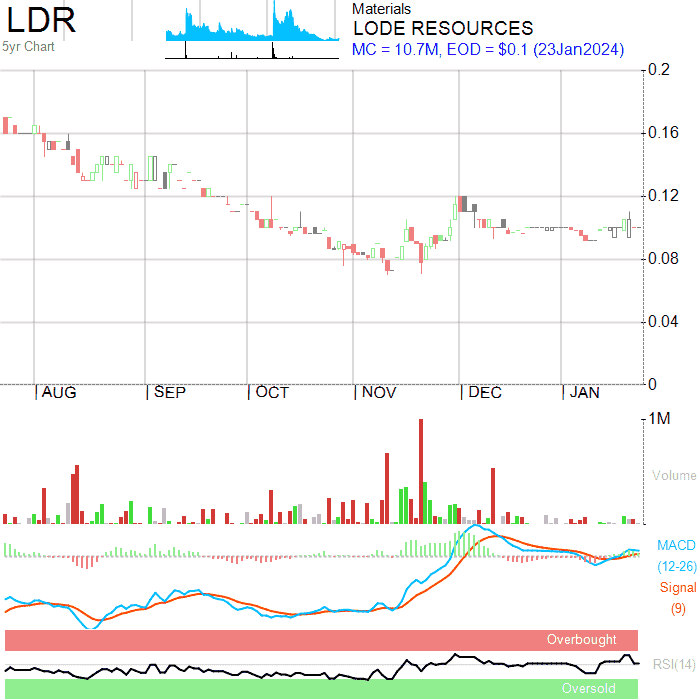 LDR
5yr Chart
Materials
LODE RESOURCES
MC = 10.7M, EOD = $0.1 (23Jan2024)
0.2
0.16
0.12
0.08
0.04
0
AUG SEP OCT NOV DEC JAN
1M
Volume
MACD
(12-26)
Signal
(9)
Overbought
RSI(14)
Oversold